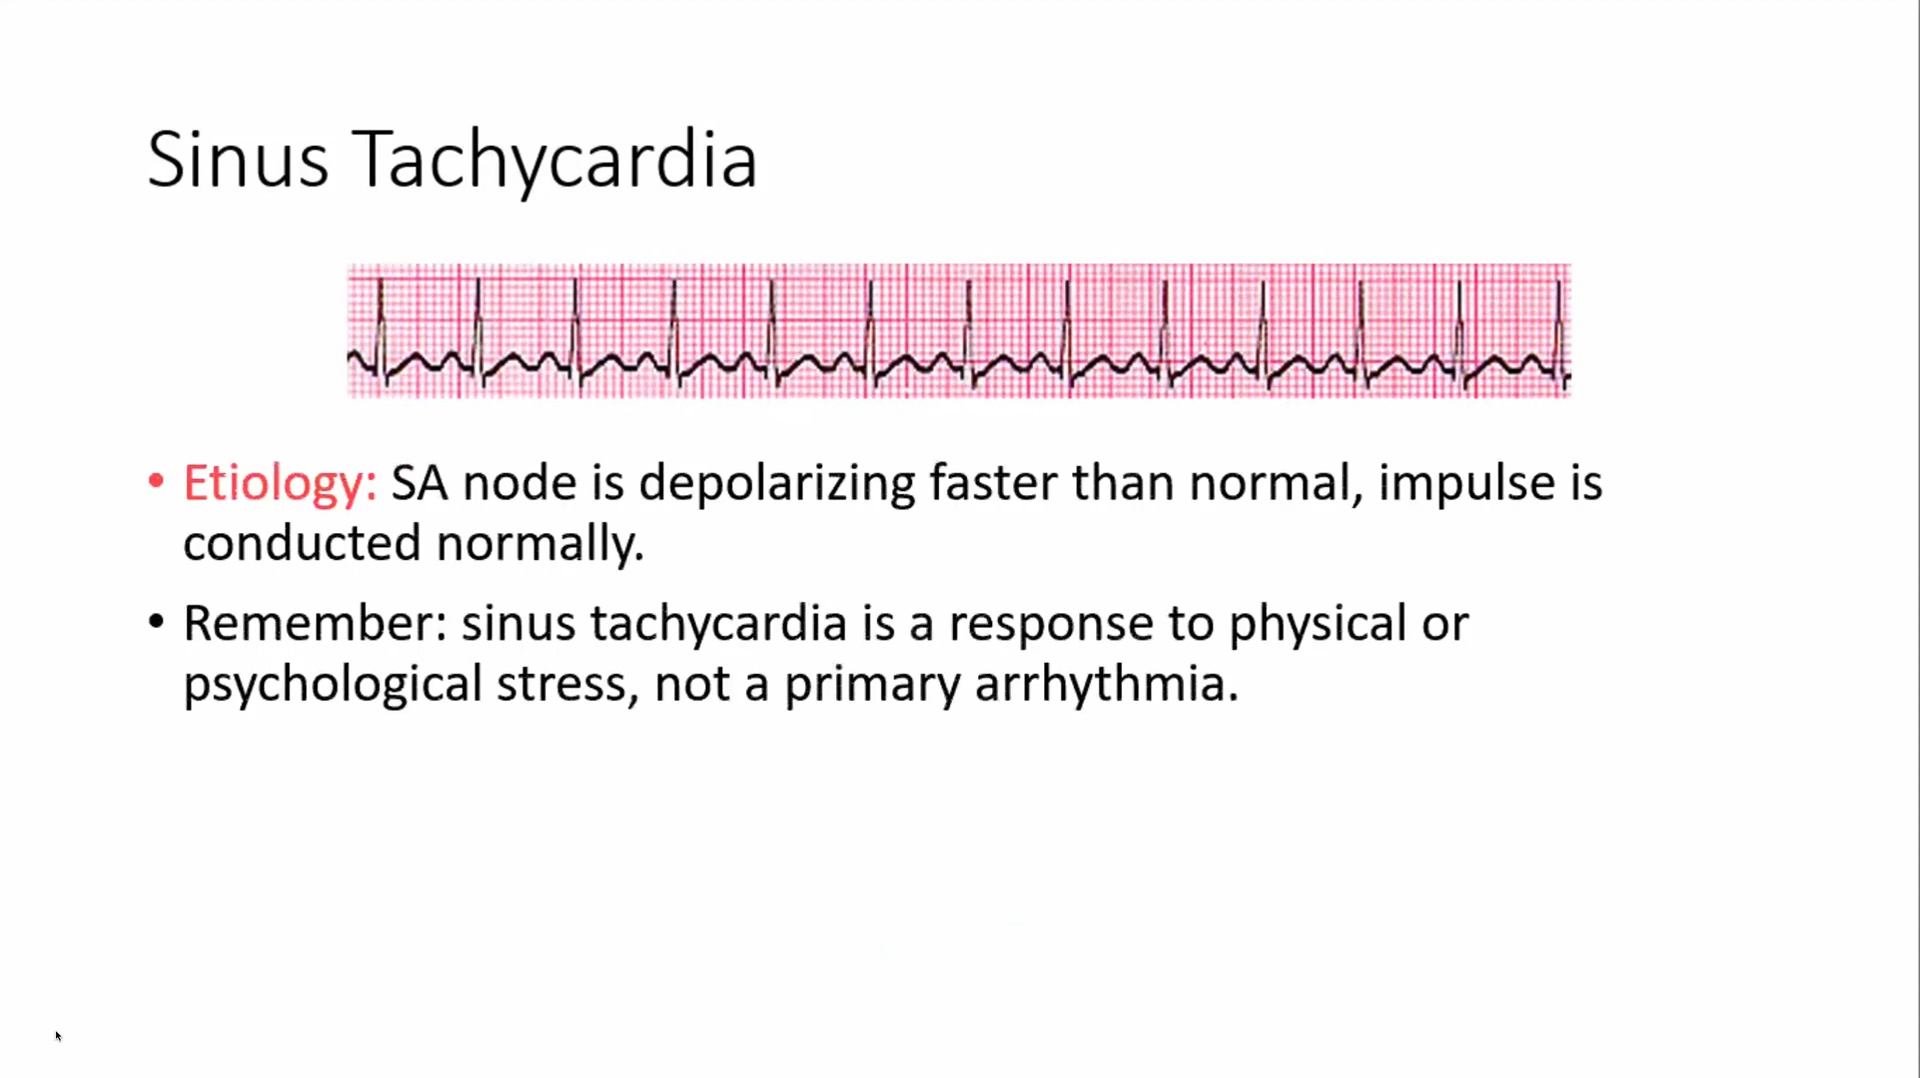 Sinus Tachycardia
• Etiology: SA node is depolarizing faster than normal, impulse is
conducted normally.
• Remember: sinus tachycardia is a response to physical or
psychological stress, not a primary arrhythmia.